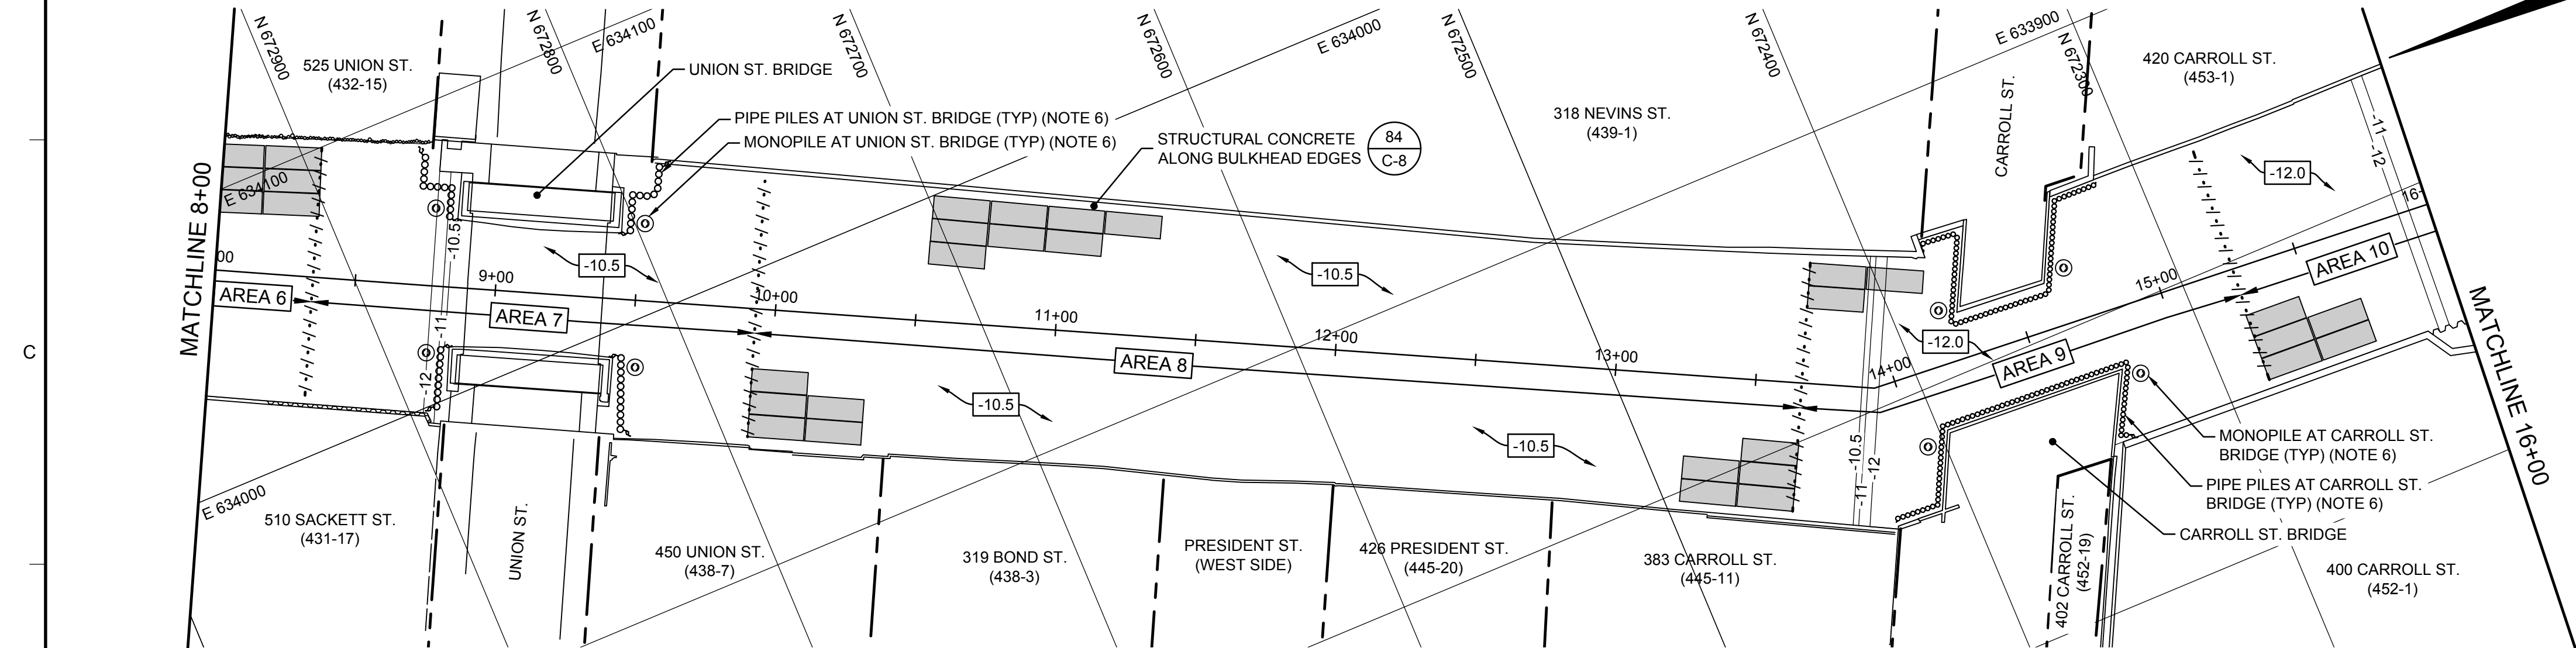 N 672900
N 672800
E 634100
N 672700
N 672600
E 634000
N 672500
N 672400
E 633900
N 672300
525 UNION ST.
(432-15)
UNION ST. BRIDGE
PIPE PILES AT UNION ST. BRIDGE (TYP) (NOTE 6)
MONOPILE AT UNION ST. BRIDGE (TYP) (NOTE 6)
STRUCTURAL CONCRETE
ALONG BULKHEAD EDGES
84
C-8
318 NEVINS ST.
(439-1)
CARROLL ST.
420 CARROLL ST.
(453-1)
-11
-12
-12.0
MATCHLINE 8+00
E 634100
-10.5
-11
-12
00
9+00
10+00
11+00
12+00
13+00
14+00
15+00
16+
-10.5
-10.5
-10.5
-10.5
-12.0
AREA 6
AREA 7
AREA 8
AREA 9
AREA 10
C
-10.5
-11
-12
MATCHLINE 16+00
MONOPILE AT CARROLL ST.
BRIDGE (TYP) (NOTE 6)
PIPE PILES AT CARROLL ST.
BRIDGE (TYP) (NOTE 6)
CARROLL ST. BRIDGE
E 634000
510 SACKETT ST.
(431-17)
UNION ST.
450 UNION ST.
(438-7)
319 BOND ST.
(438-3)
PRESIDENT ST.
(WEST SIDE)
426 PRESIDENT ST.
(445-20)
383 CARROLL ST.
(445-11)
402 CARROLL ST.
(452-19)
400 CARROLL ST.
(452-1)